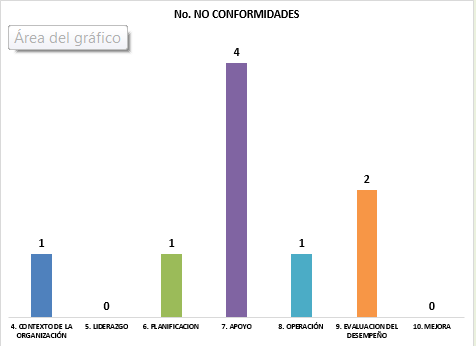 No. NO CONFORMIDADES
Área del gráfico
4
2
1
1
1
0
0
4. CONTEXTO DE LA
ORGANIZACIÓN
5. LIDERAZGO
6. PLANIFICACION
7. APOYO
8. OPERACIÓN
9. EVALUACION DEL
DESEMPEÑO
10. MEJORA